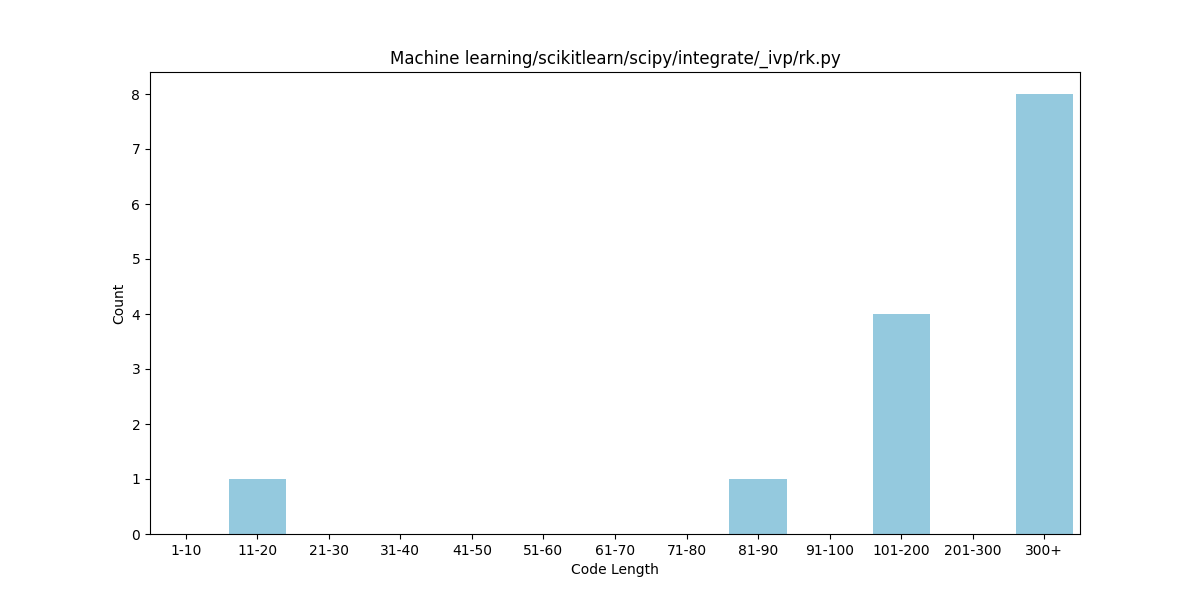 Machine learning/scikitlearn/scipy/integrate/_ivp/rk.py
8
7
6
5
4
3
2
1
0
Count
1-10 11-20 21-30 31-40 41-50 51-60 61-70 71-80 81-90 91-100 101-200 201-300 300+
Code Length